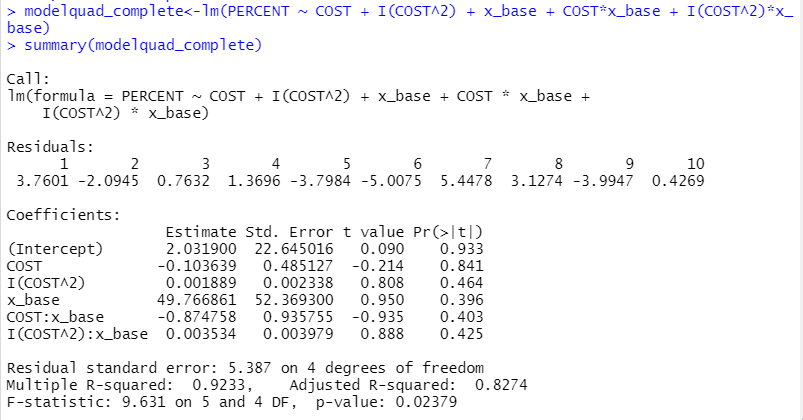 > modelquad_complete<-lm(PERCENT ~ COST + I(COST^2) + x_base + COST*x_base + I(COST^2)*x_
base)
> summary(modelquad_complete)
Call:
lm(formula = PERCENT ~ COST + I(COST^2) + x_base + COST * x_base +
    I(COST^2) * x_base)
Residuals:
      1       2       3       4       5       6       7       8       9      10
 3.7601 -2.0945  0.7632  1.3696 -3.7984 -5.0075  5.4478  3.1274 -3.9947  0.4269
Coefficients:
                  Estimate Std. Error t value Pr(>|t|)
(Intercept)       2.031900  22.645016   0.090    0.933
COST             -0.103639   0.485127  -0.214    0.841
I(COST^2)         0.001889   0.002338   0.808    0.464
x_base           49.766861  52.369300   0.950    0.396
COST:x_base      -0.874758   0.935755  -0.935    0.403
I(COST^2):x_base  0.003534   0.003979   0.888    0.425
Residual standard error: 5.387 on 4 degrees of freedom
Multiple R-squared:  0.9233,    Adjusted R-squared:  0.8274
F-statistic: 9.631 on 5 and 4 DF,  p-value: 0.02379